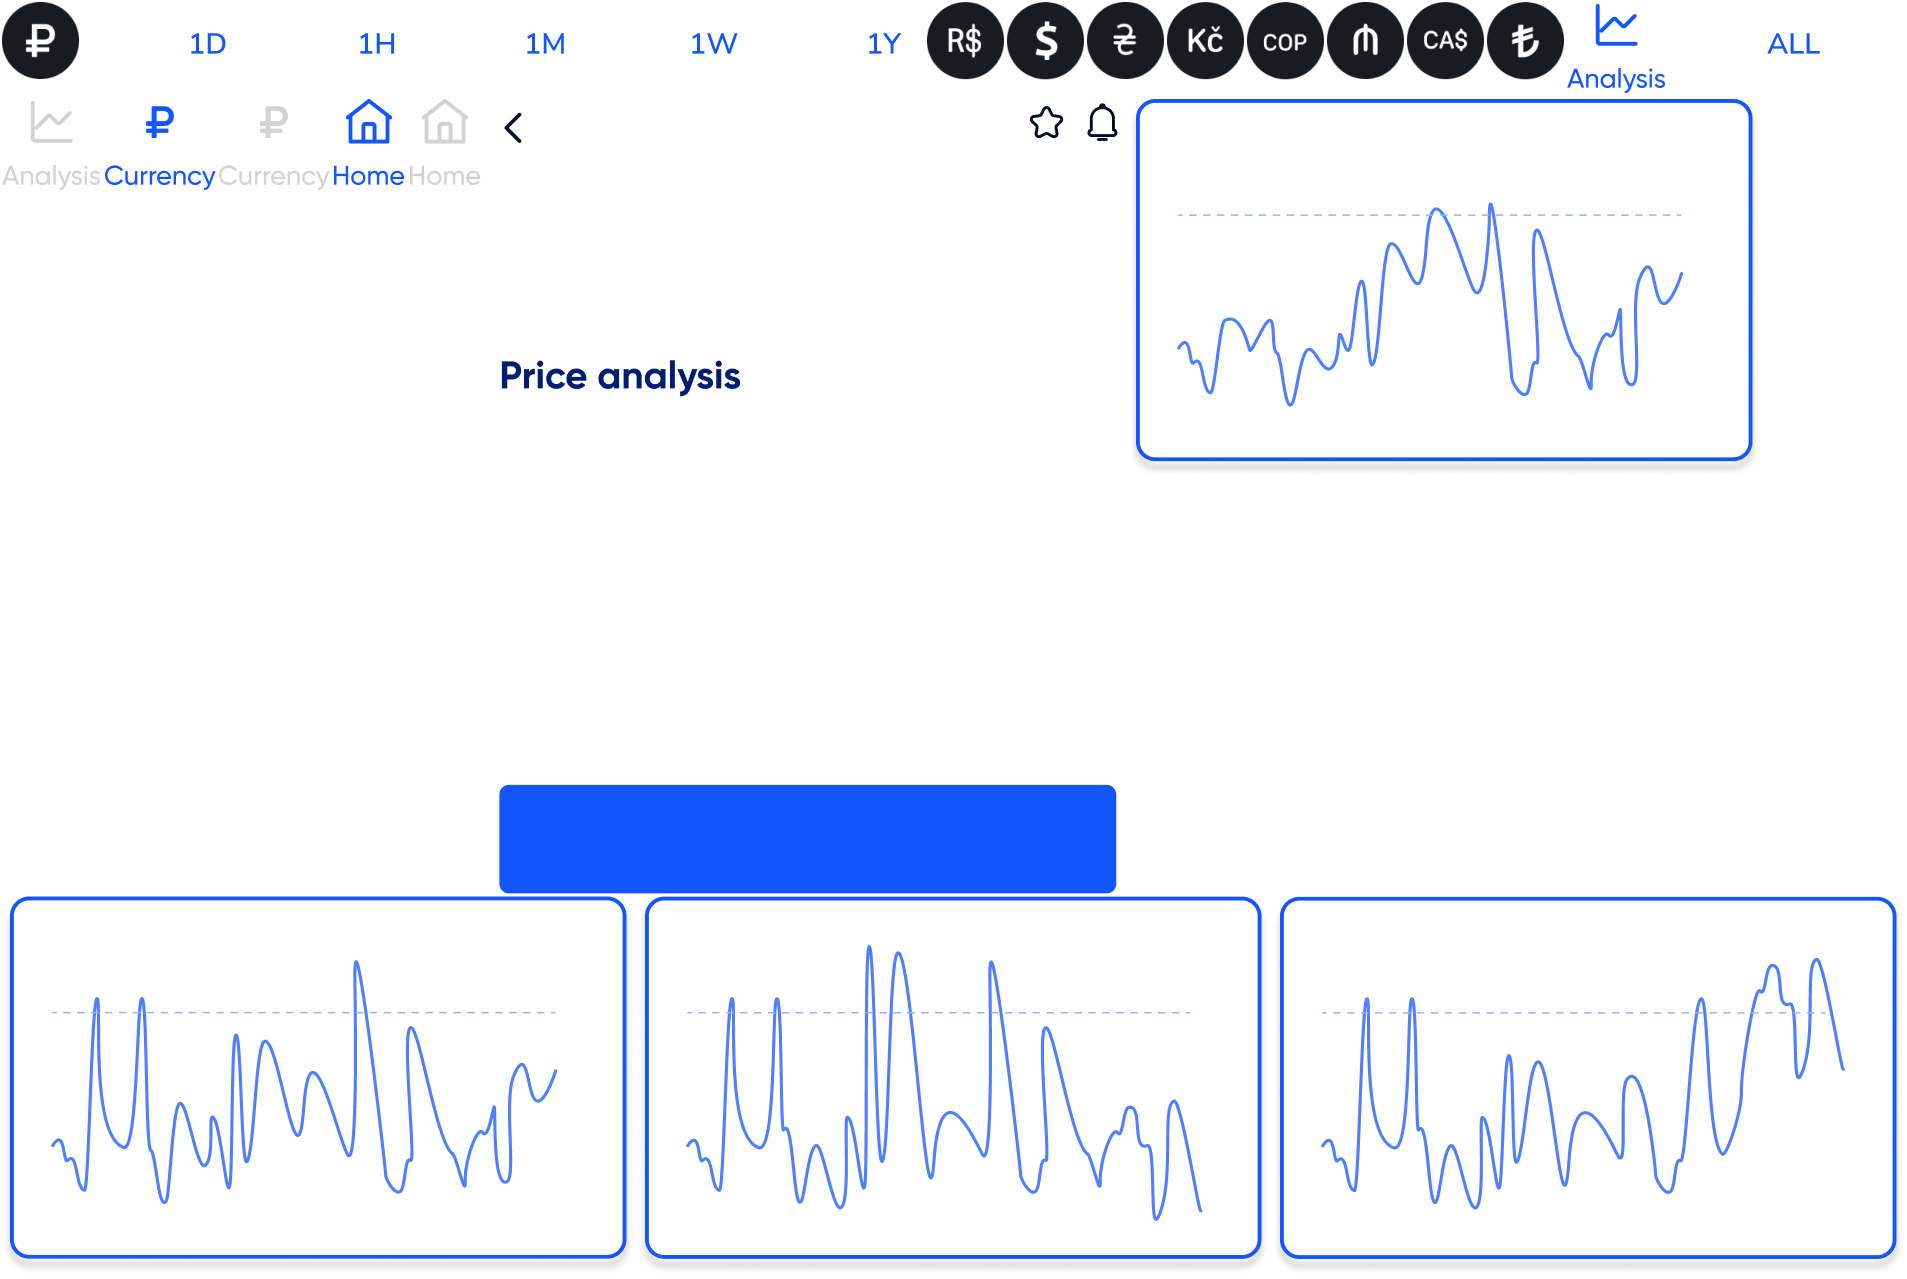 ₽ 1D 1H 1M 1W 1Y R$ $ ₴ Kč COP ₼ CA$ ₺ ALL
Analysis
₽ ₽
Analysis Currency Currency Home Home
Price analysis